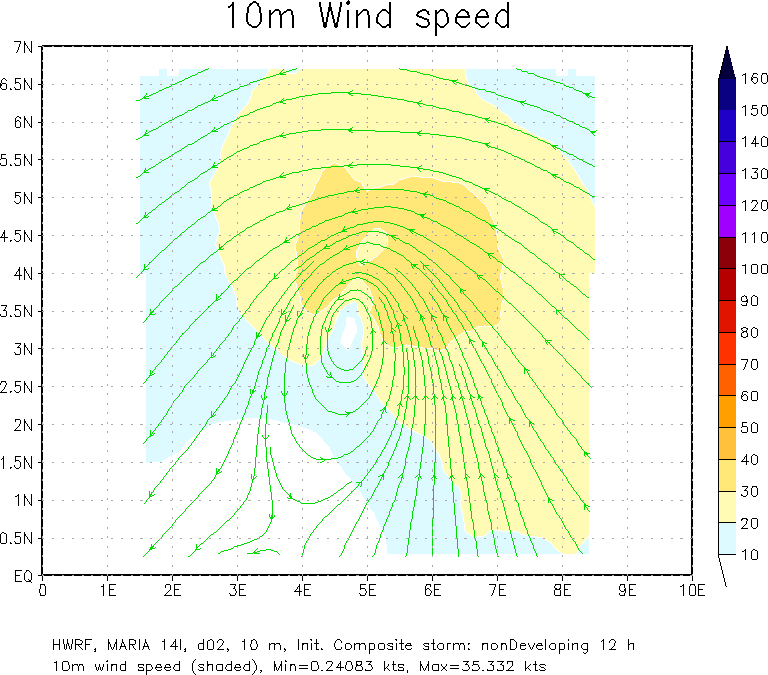 10m Wind speed
7N
6.5N
6N
5.5N
5N
4.5N
4N
3.5N
3N
2.5N
2N
1.5N
1N
0.5N
EQ
0 1E 2E 3E 4E 5E 6E 7E 8E 9E 10E
160
150
140
130
120
110
100
90
80
70
60
50
40
30
20
10
HWRF, MARIA 14I, d02, 10 m, Init. Composite storm: nonDeveloping 12 h
10m wind speed (shaded), Min=0.24083 kts, Max=35.332 kts